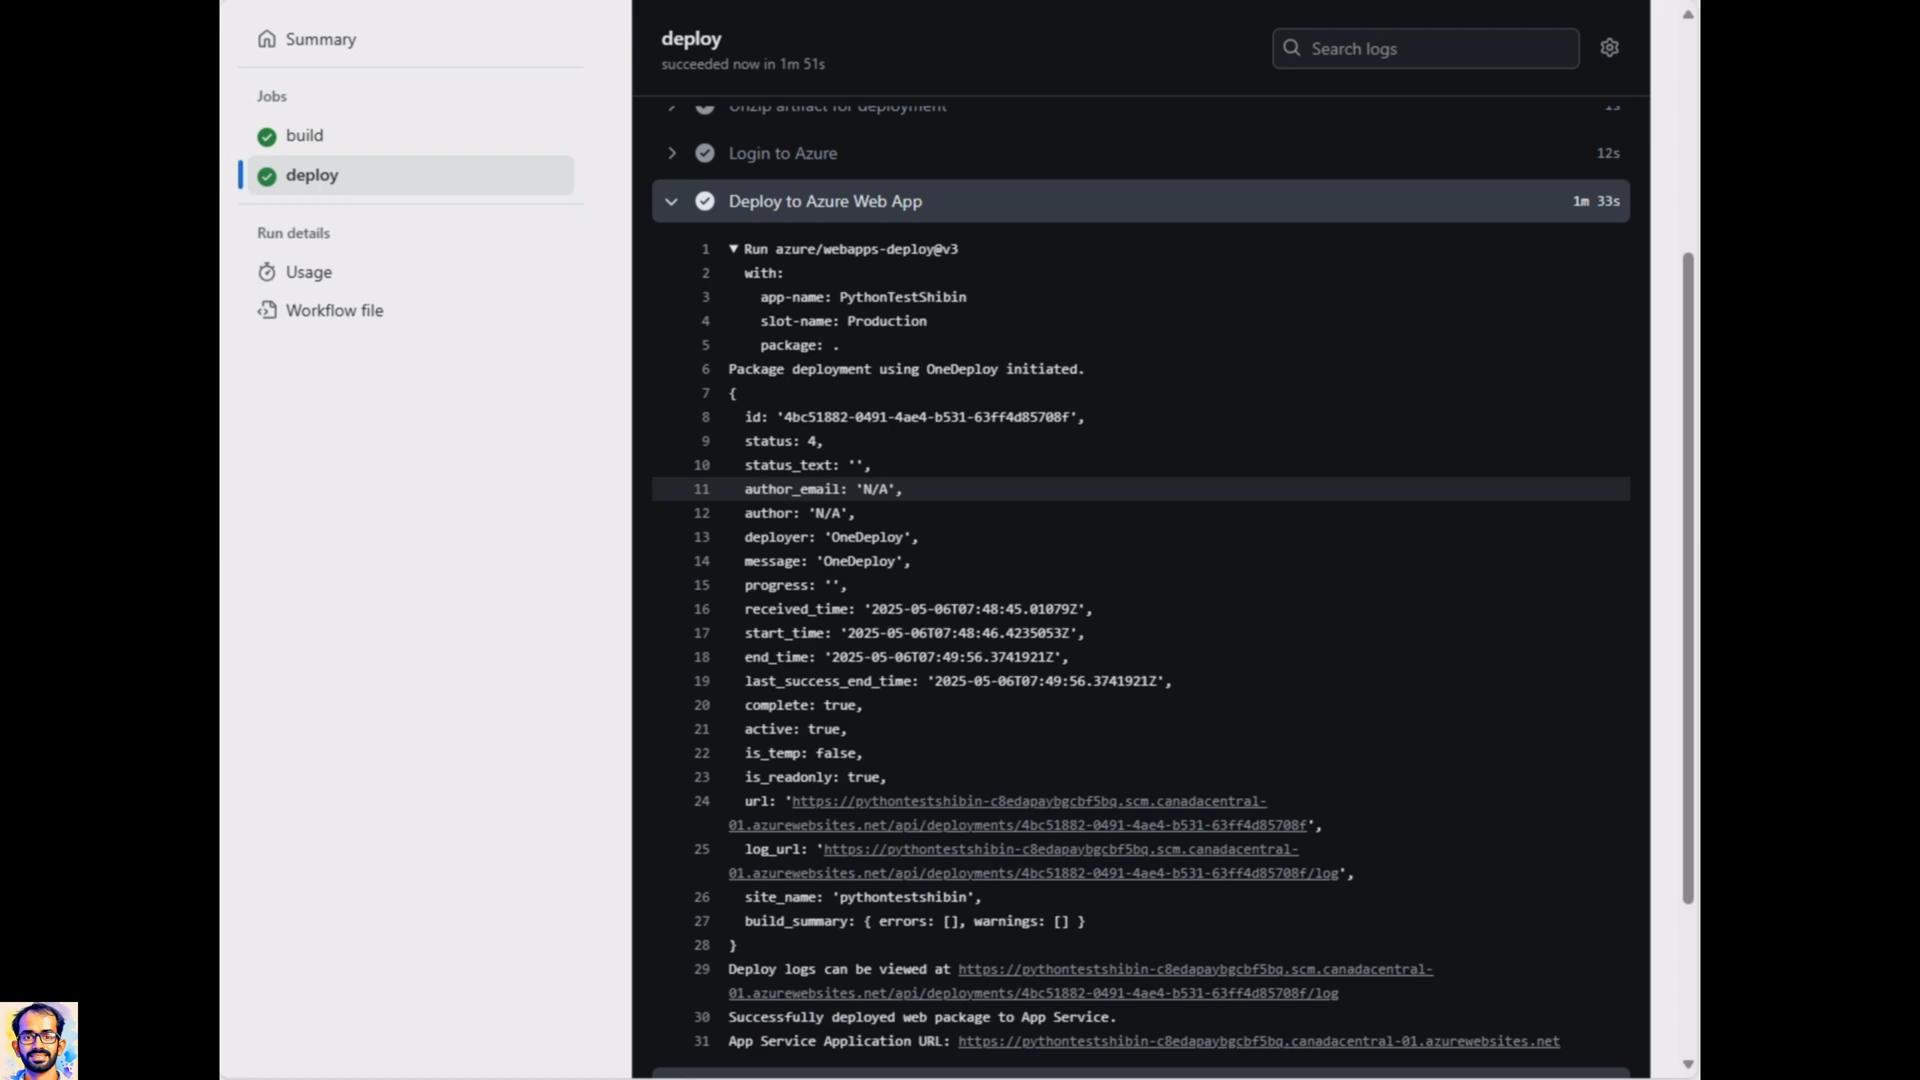 Summary
Jobs
build
deploy
Run details
Usage
Workflow file
deploy
succeeded now in 1m 51s
Search logs
Unzip artifact for deployment 1s
Login to Azure 12s
Deploy to Azure Web App 1m 33s
1 ▼ Run azure/webapps-deploy@v3
2 with:
3 app-name: PythonTestShibin
4 slot-name: Production
5 package: .
6 Package deployment using OneDeploy initiated.
7 {
8 id: '4bc51882-0491-4ae4-b531-63ff4d85708f',
9 status: 4,
10 status_text: '',
11 author_email: 'N/A',
12 author: 'N/A',
13 deployer: 'OneDeploy',
14 message: 'OneDeploy',
15 progress: '',
16 received_time: '2025-05-06T07:48:45.01079Z',
17 start_time: '2025-05-06T07:48:46.4235053Z',
18 end_time: '2025-05-06T07:49:56.3741921Z',
19 last_success_end_time: '2025-05-06T07:49:56.3741921Z',
20 complete: true,
21 active: true,
22 is_temp: false,
23 is_readonly: true,
24 url: 'https://pythontestshibin-c8edapaybgcbf5bq.scm.canadacentral-
01.azurewebsites.net/api/deployments/4bc51882-0491-4ae4-b531-63ff4d85708f',
25 log_url: 'https://pythontestshibin-c8edapaybgcbf5bq.scm.canadacentral-
01.azurewebsites.net/api/deployments/4bc51882-0491-4ae4-b531-63ff4d85708f/log',
26 site_name: 'pythontestshibin',
27 build_summary: { errors: [], warnings: [] }
28 }
29 Deploy logs can be viewed at https://pythontestshibin-c8edapaybgcbf5bq.scm.canadacentral-
01.azurewebsites.net/api/deployments/4bc51882-0491-4ae4-b531-63ff4d85708f/log
30 Successfully deployed web package to App Service.
31 App Service Application URL: https://pythontestshibin-c8edapaybgcbf5bq.canadacentral-01.azurewebsites.net